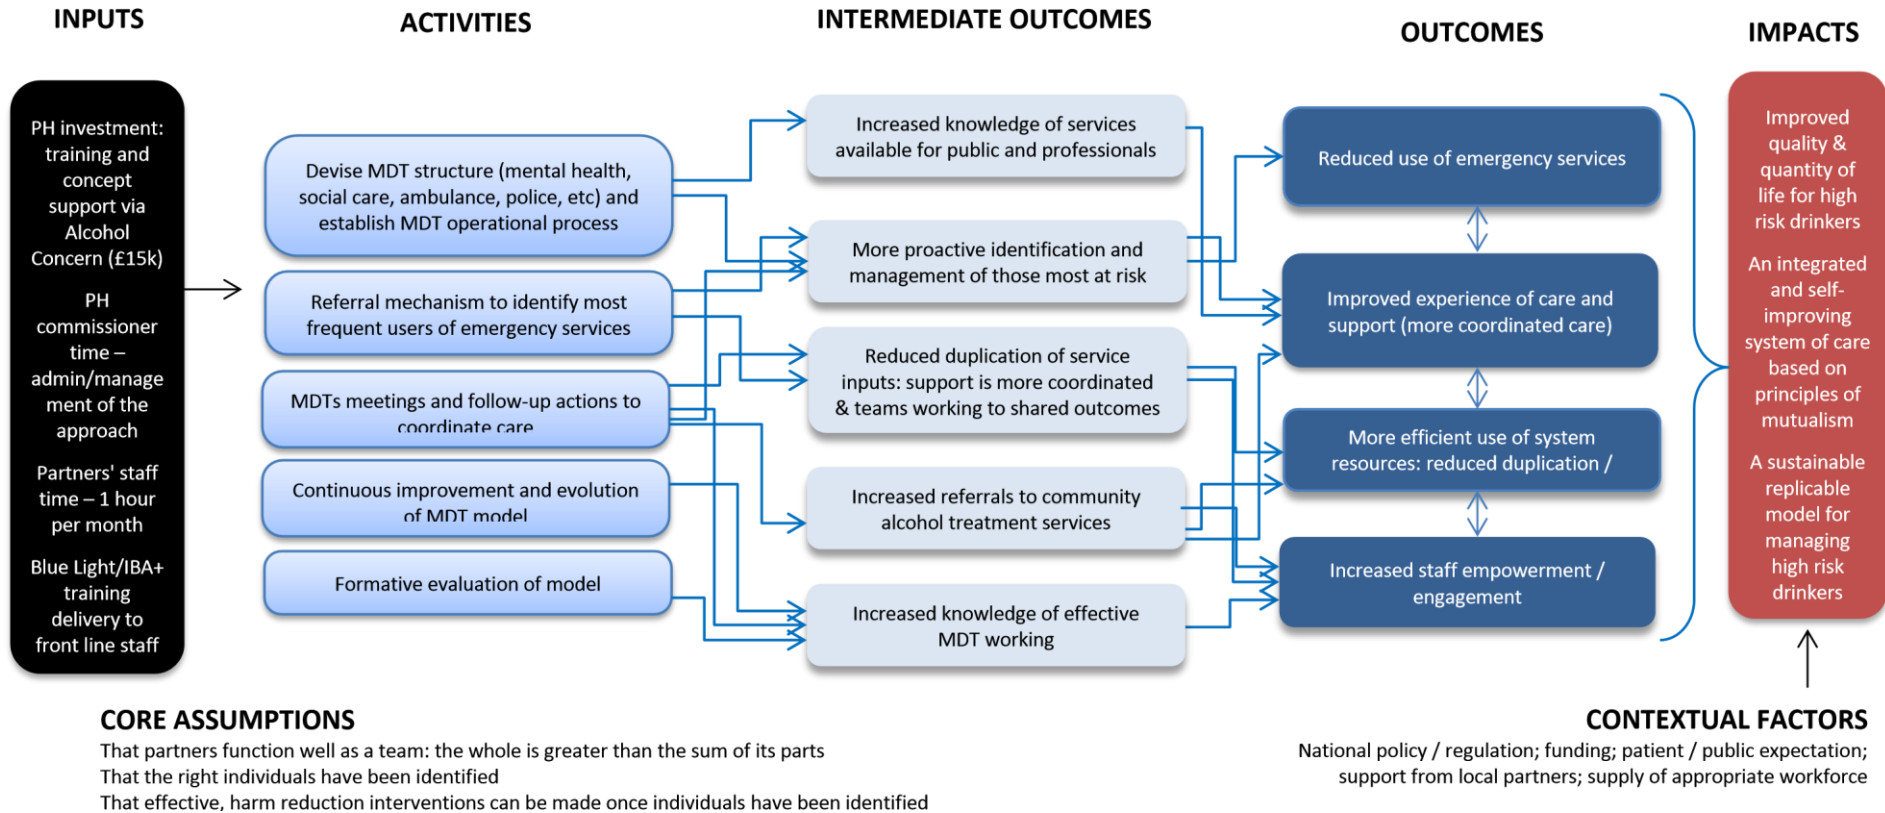 INPUTS
ACTIVITIES
INTERMEDIATE OUTCOMES
OUTCOMES
IMPACTS
PH investment:
training and
concept
support via
Alcohol
Concern (£15k)
PH
commissioner
time –
admin/manage
ment of the
approach
Partners' staff
time – 1 hour
per month
Blue Light/IBA+
training
delivery to
front line staff
Devise MDT structure (mental health,
social care, ambulance, police, etc) and
establish MDT operational process
Referral mechanism to identify most
frequent users of emergency services
MDTs meetings and follow-up actions to
coordinate care
Continuous improvement and evolution
of MDT model
Formative evaluation of model
Increased knowledge of services
available for public and professionals
More proactive identification and
management of those most at risk
Reduced duplication of service
inputs: support is more coordinated
& teams working to shared outcomes
Increased referrals to community
alcohol treatment services
Increased knowledge of effective
MDT working
Reduced use of emergency services
Improved experience of care and
support (more coordinated care)
More efficient use of system
resources: reduced duplication /
Increased staff empowerment /
engagement
Improved
quality &
quantity of
life for high
risk drinkers
An integrated
and self-
improving
system of care
based on
principles of
mutualism
A sustainable
replicable
model for
managing
high risk
drinkers
CORE ASSUMPTIONS
That partners function well as a team: the whole is greater than the sum of its parts
That the right individuals have been identified
That effective, harm reduction interventions can be made once individuals have been identified
CONTEXTUAL FACTORS
National policy / regulation; funding; patient / public expectation;
support from local partners; supply of appropriate workforce